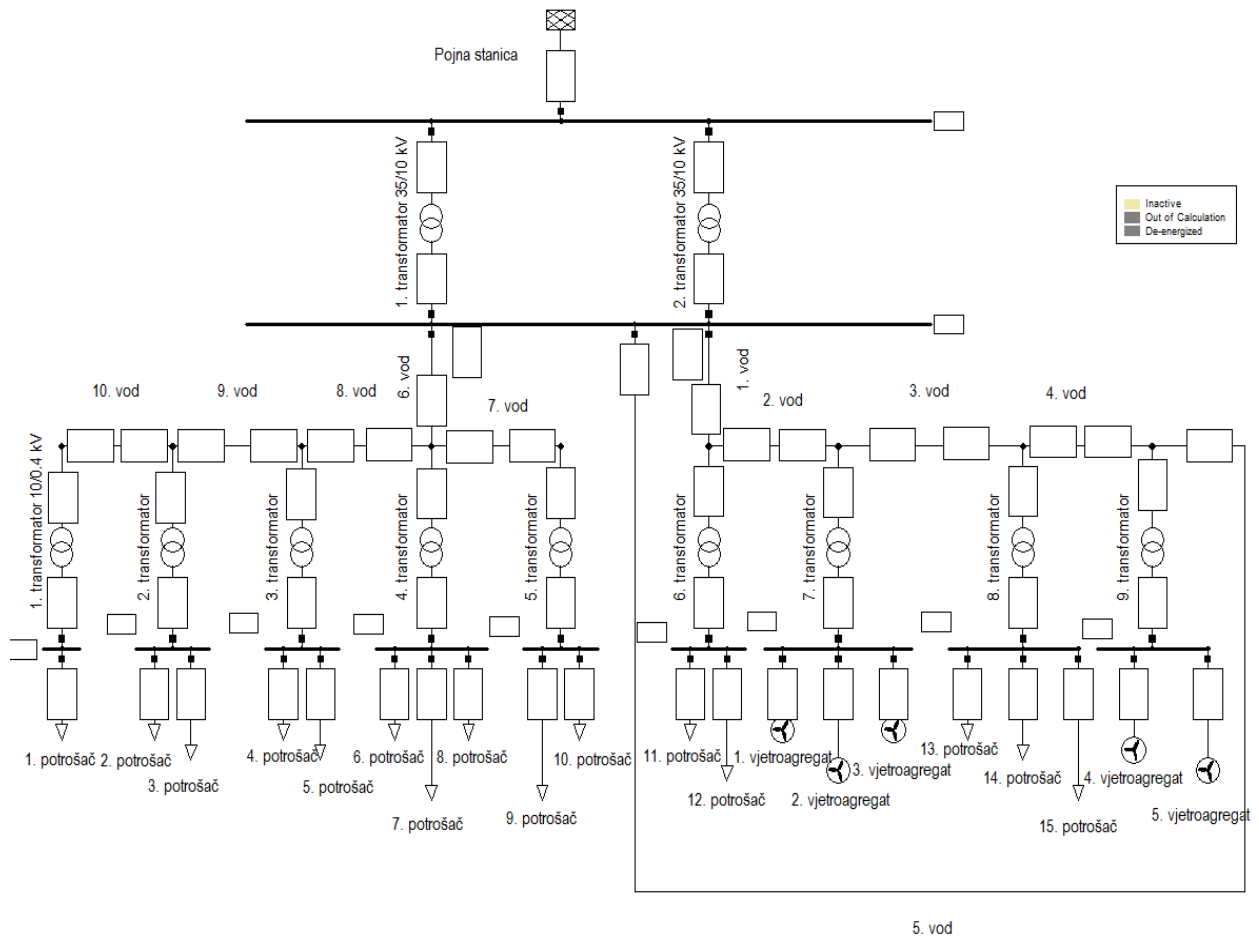 Pojna stanica
1. transformator 35/10 kV
2. transformator 35/10 kV
Inactive
Out of Calculation
De-energized
10. vod
9. vod
8. vod
6. vod
7. vod
1. vod
2. vod
3. vod
4. vod
1. transformator 10/0.4 kV
2. transformator
3. transformator
4. transformator
5. transformator
6. transformator
7. transformator
8. transformator
9. transformator
1. potrošač
2. potrošač
3. potrošač
4. potrošač
5. potrošač
6. potrošač
7. potrošač
8. potrošač
9. potrošač
10. potrošač
11. potrošač
12. potrošač
1. vjetroagregat
2. vjetroagregat
3. vjetroagregat
13. potrošač
14. potrošač
15. potrošač
4. vjetroagregat
5. vjetroagregat
5. vod